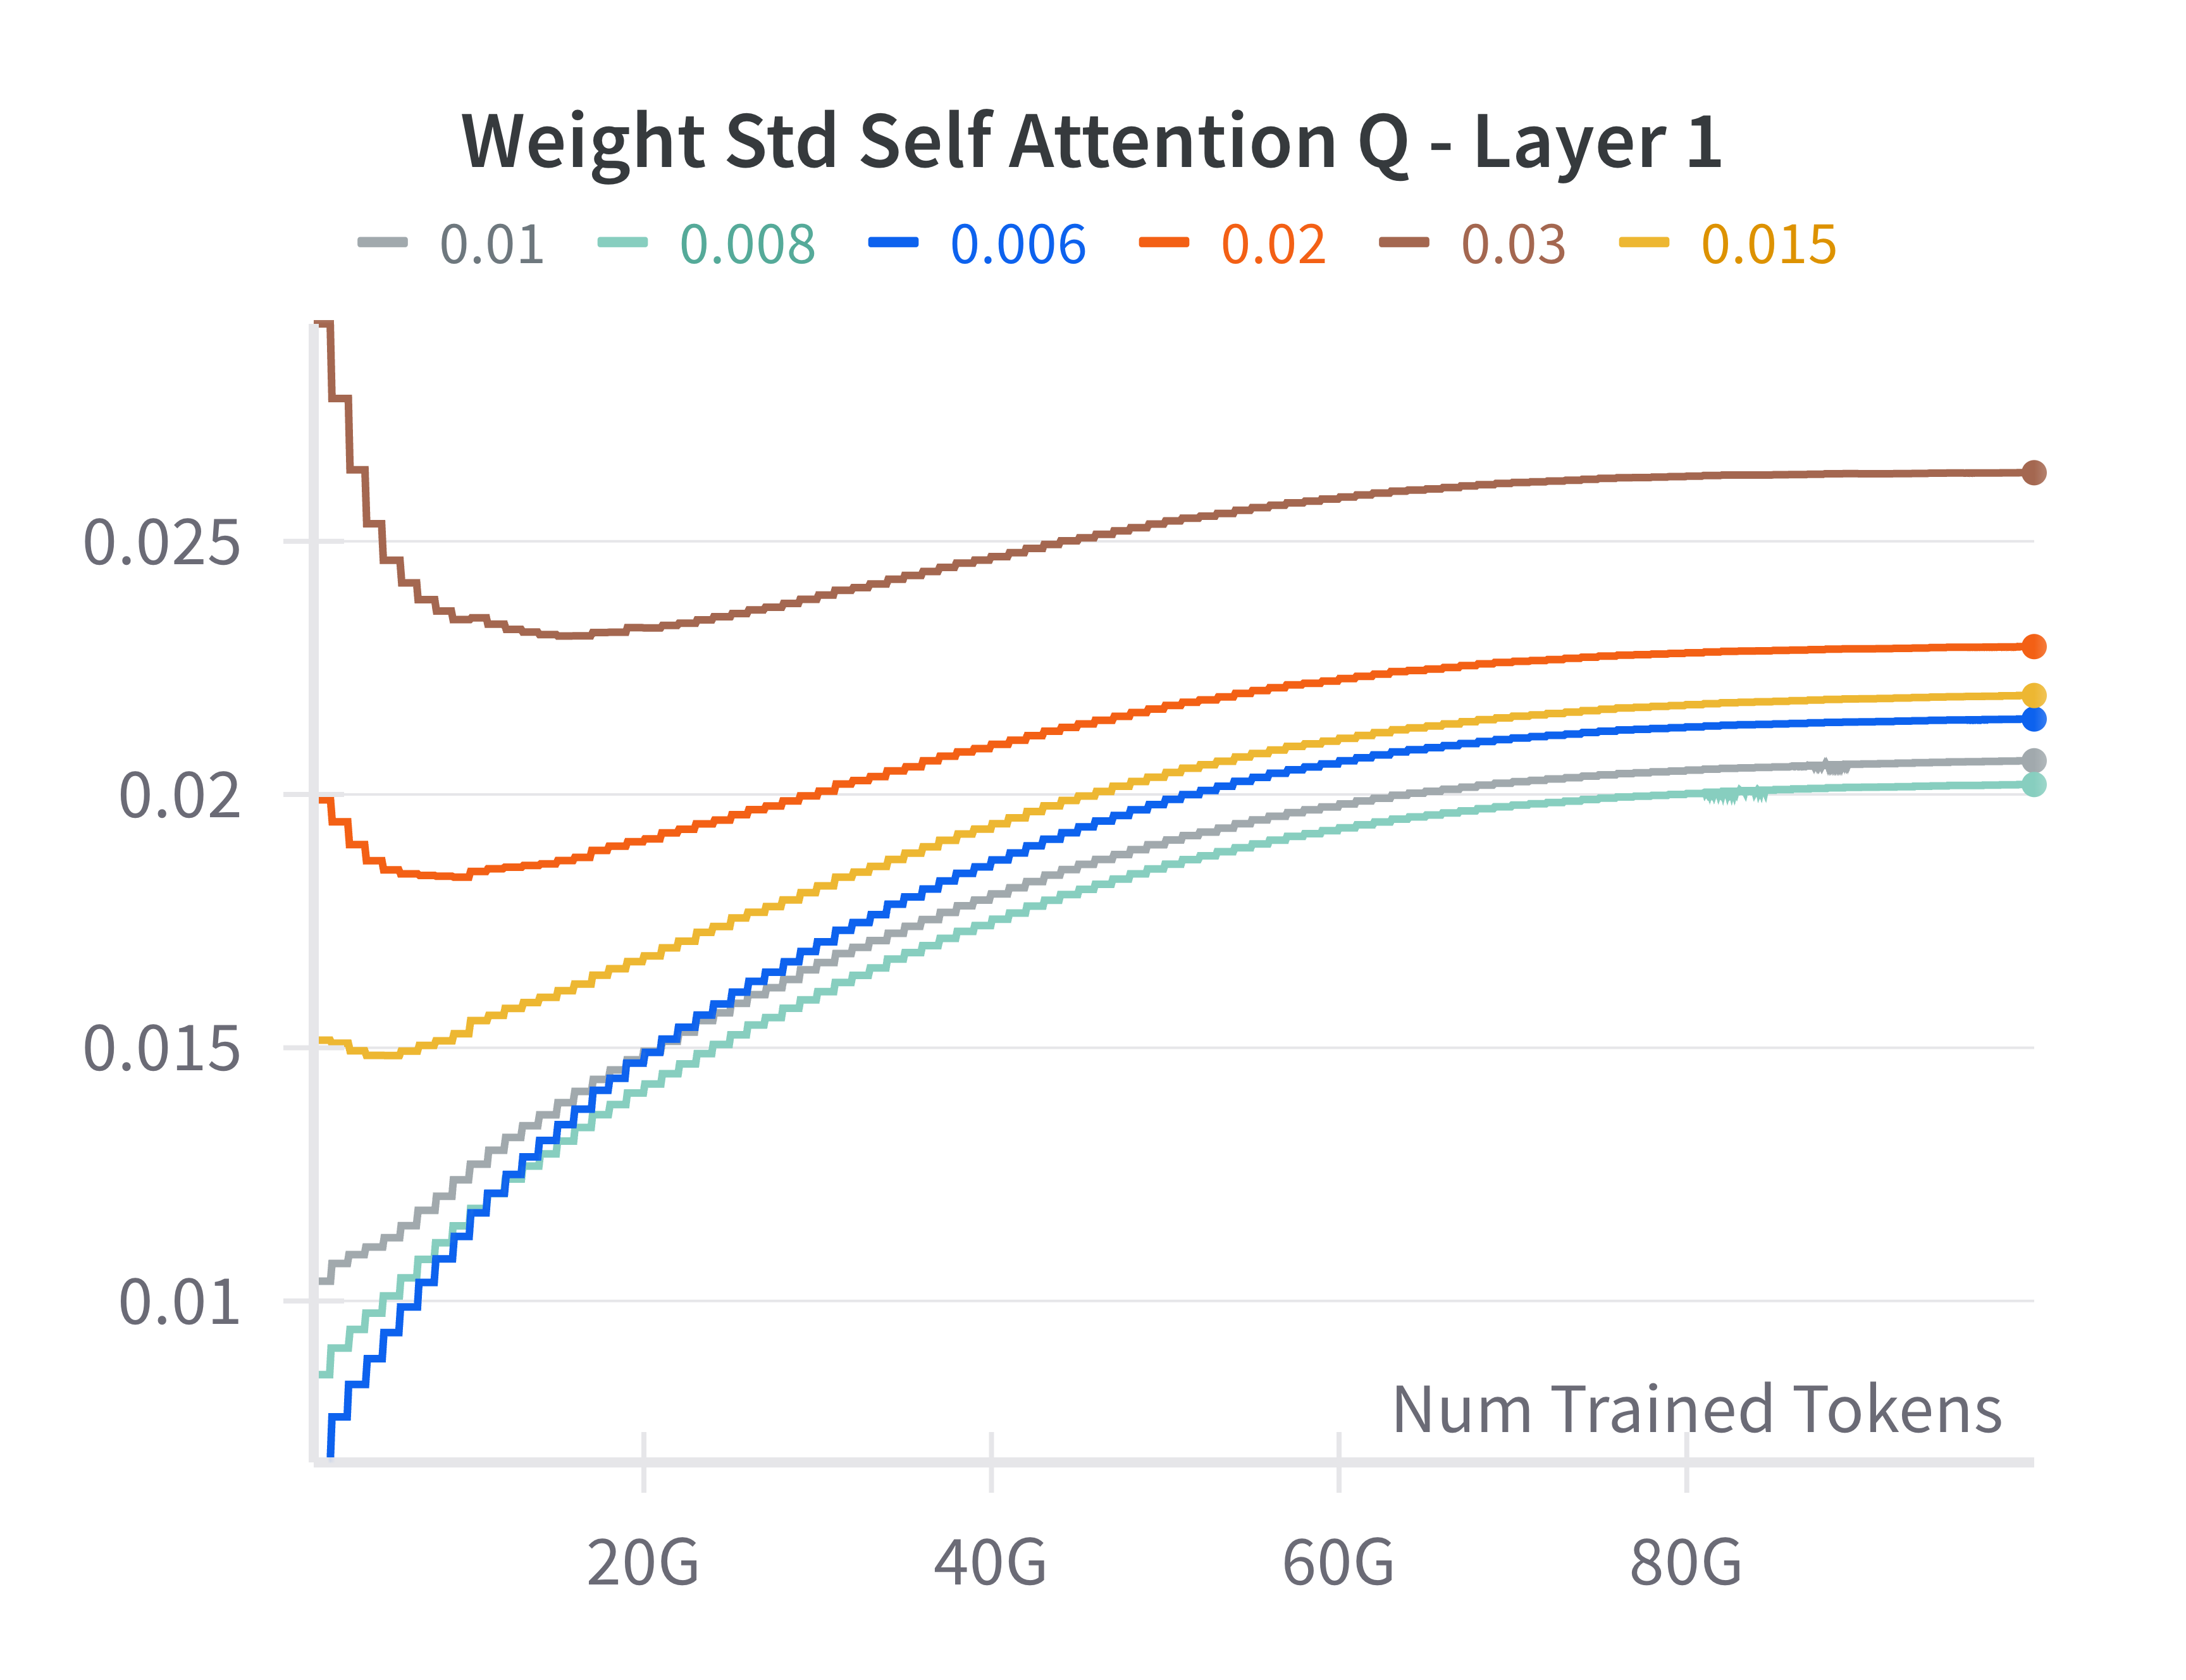 Weight Std Self Attention Q - Layer 1
0.01 0.008 0.006 0.02 0.03 0.015
0.025
0.02
0.015
0.01
Num Trained Tokens
20G 40G 60G 80G